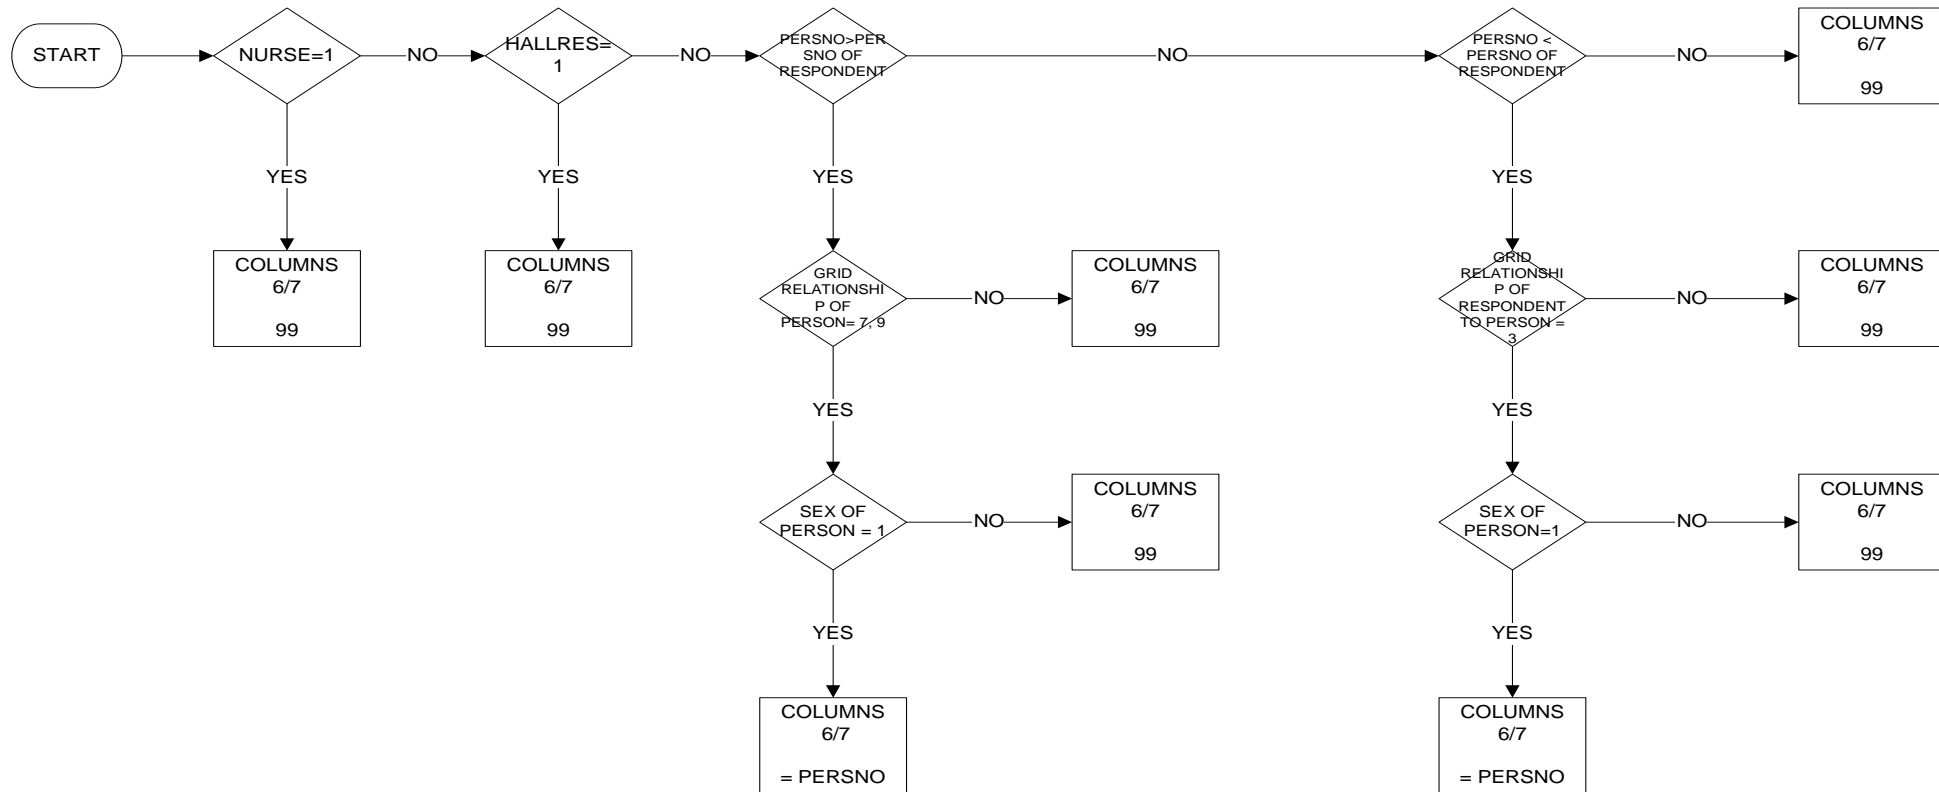 START
NURSE=1
NO
HALLRES=
1
NO
PERSNO>PER
SNO OF
RESPONDENT
NO
PERSNO <
PERSNO OF
RESPONDENT
NO
COLUMNS
6/7
99
YES
YES
YES
YES
COLUMNS
6/7
99
COLUMNS
6/7
99
GRID
RELATIONSHI
P OF
PERSON= 7, 9
NO
COLUMNS
6/7
99
GRID
RELATIONSHI
P OF
RESPONDENT
TO PERSON =
3
NO
COLUMNS
6/7
99
YES
YES
SEX OF
PERSON = 1
NO
COLUMNS
6/7
99
SEX OF
PERSON=1
NO
COLUMNS
6/7
99
YES
YES
COLUMNS
6/7
= PERSNO
COLUMNS
6/7
= PERSNO